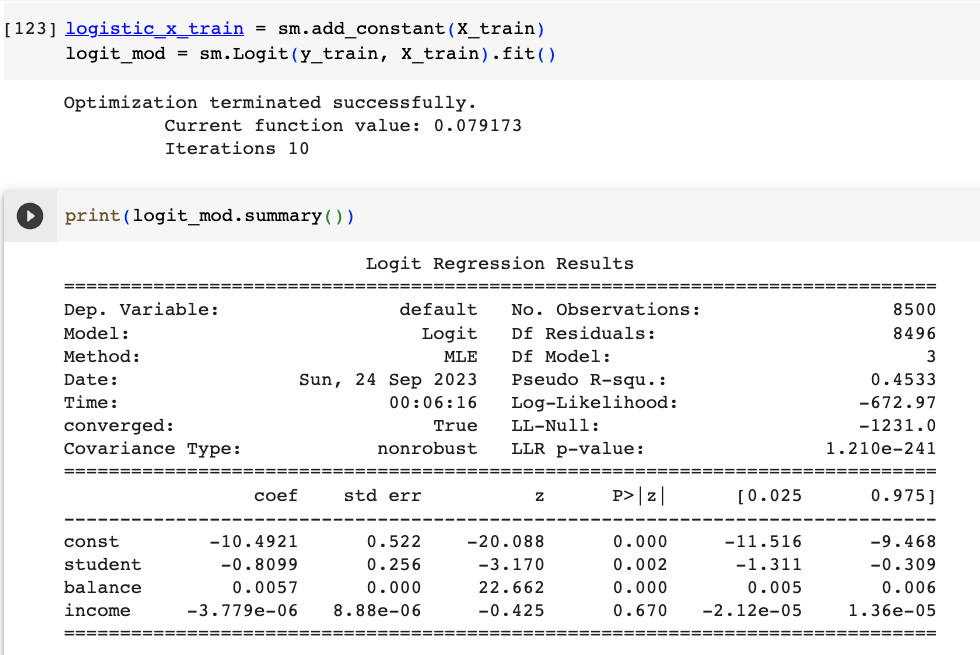 [123] logistic_x_train = sm.add_constant(X_train)
logit_mod = sm.Logit(y_train, X_train).fit()
Optimization terminated successfully.
Current function value: 0.079173
Iterations 10
print(logit_mod.summary())
Logit Regression Results
==============================================================================
Dep. Variable: default No. Observations: 8500
Model: Logit Df Residuals: 8496
Method: MLE Df Model: 3
Date: Sun, 24 Sep 2023 Pseudo R-squ.: 0.4533
Time: 00:06:16 Log-Likelihood: -672.97
converged: True LL-Null: -1231.0
Covariance Type: nonrobust LLR p-value: 1.210e-241
==============================================================================
coef std err z P>|z| [0.025 0.975]
------------------------------------------------------------------------------
const -10.4921 0.522 -20.088 0.000 -11.516 -9.468
student -0.8099 0.256 -3.170 0.002 -1.311 -0.309
balance 0.0057 0.000 22.662 0.000 0.005 0.006
income -3.779e-06 8.88e-06 -0.425 0.670 -2.12e-05 1.36e-05
==============================================================================